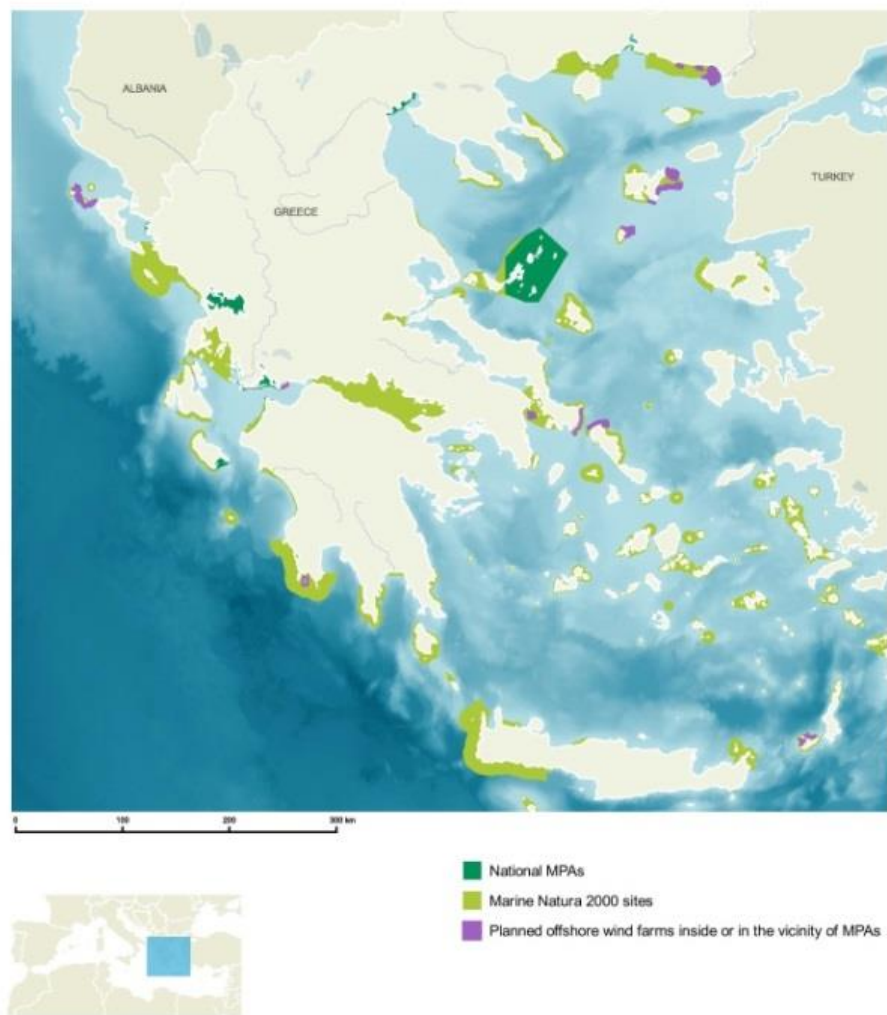 ALBANIA
TURKEY
GREECE
0 100 200 300 km
National MPAs
Marine Natura 2000 sites
Planned offshore wind farms inside or in the vicinity of MPAs